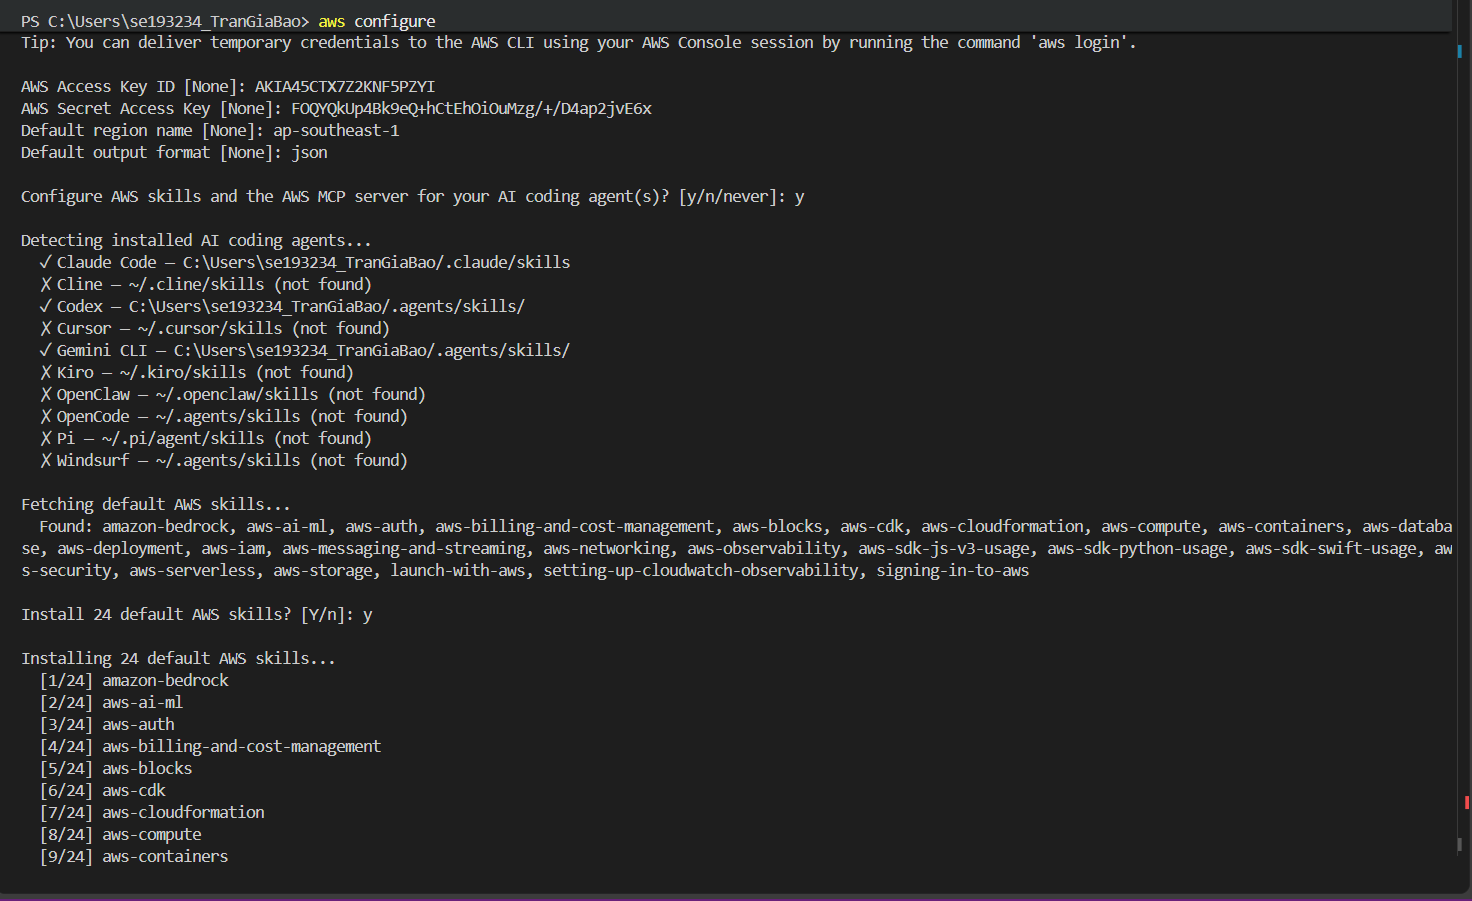 PS C:\Users\se193234_TranGiaBao> aws configure
Tip: You can deliver temporary credentials to the AWS CLI using your AWS Console session by running the command 'aws login'.
AWS Access Key ID [None]: AKIA45CTX7Z2KNF5PZYI
AWS Secret Access Key [None]: FOQYQkUp4Bk9eQ+hCtEhOiOuMzg/+/D4ap2jvE6x
Default region name [None]: ap-southeast-1
Default output format [None]: json
Configure AWS skills and the AWS MCP server for your AI coding agent(s)? [y/n/never]: y
Detecting installed AI coding agents...
✓ Claude Code — C:\Users\se193234_TranGiaBao/.claude/skills
✗ Cline — ~/.cline/skills (not found)
✓ Codex — C:\Users\se193234_TranGiaBao/.agents/skills/
✗ Cursor — ~/.cursor/skills (not found)
✓ Gemini CLI — C:\Users\se193234_TranGiaBao/.agents/skills/
✗ Kiro — ~/.kiro/skills (not found)
✗ OpenClaw — ~/.openclaw/skills (not found)
✗ OpenCode — ~/.agents/skills (not found)
✗ Pi — ~/.pi/agent/skills (not found)
✗ Windsurf — ~/.agents/skills (not found)
Fetching default AWS skills...
Found: amazon-bedrock, aws-ai-ml, aws-auth, aws-billing-and-cost-management, aws-blocks, aws-cdk, aws-cloudformation, aws-compute, aws-containers, aws-databa
se, aws-deployment, aws-iam, aws-messaging-and-streaming, aws-networking, aws-observability, aws-sdk-js-v3-usage, aws-sdk-python-usage, aws-sdk-swift-usage, aw
s-security, aws-serverless, aws-storage, launch-with-aws, setting-up-cloudwatch-observability, signing-in-to-aws
Install 24 default AWS skills? [Y/n]: y
Installing 24 default AWS skills...
[1/24] amazon-bedrock
[2/24] aws-ai-ml
[3/24] aws-auth
[4/24] aws-billing-and-cost-management
[5/24] aws-blocks
[6/24] aws-cdk
[7/24] aws-cloudformation
[8/24] aws-compute
[9/24] aws-containers